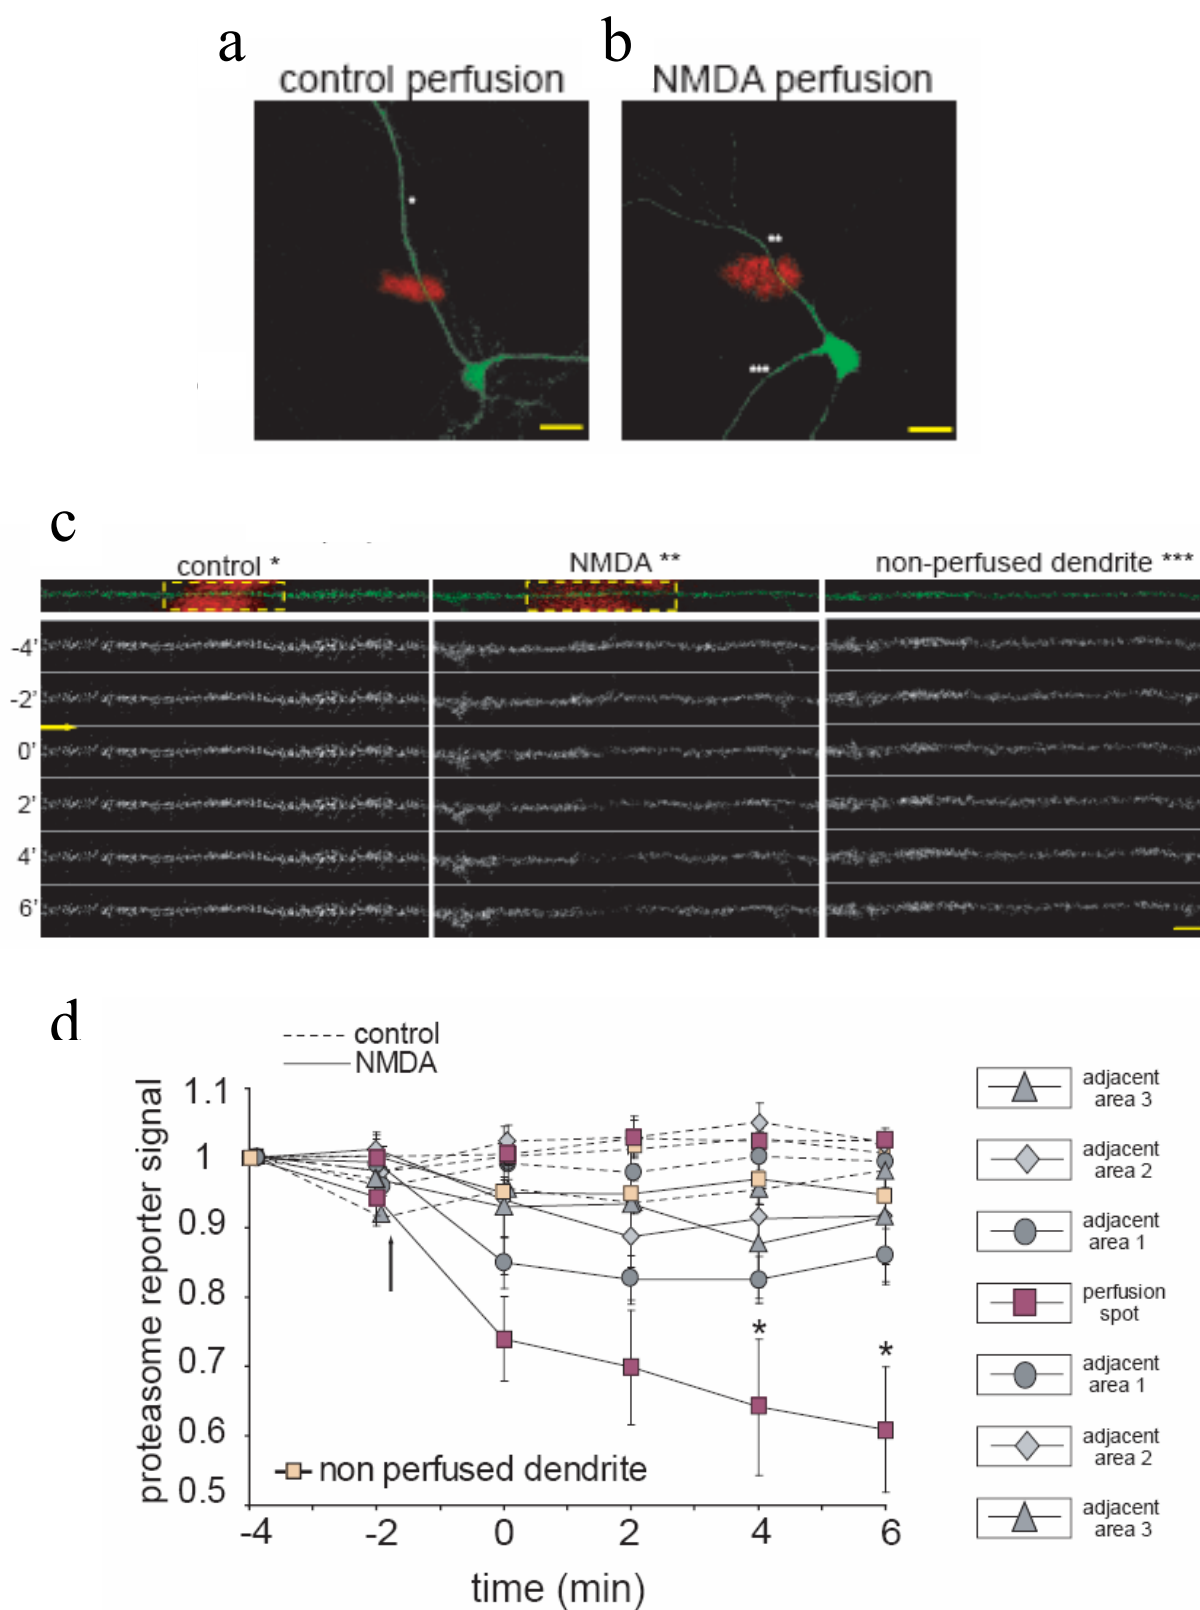 a
b
control perfusion
NMDA perfusion
*
**
***
c
control *
NMDA **
non-perfused dendrite ***
-4'
-2'
0'
2'
4'
6'
d
control
NMDA
proteasome reporter signal
1.1
1
0.9
0.8
0.7
0.6
0.5
*
*
non perfused dendrite
-4
-2
0
2
4
6
time (min)
adjacent
area 3
adjacent
area 2
adjacent
area 1
perfusion
spot
adjacent
area 1
adjacent
area 2
adjacent
area 3